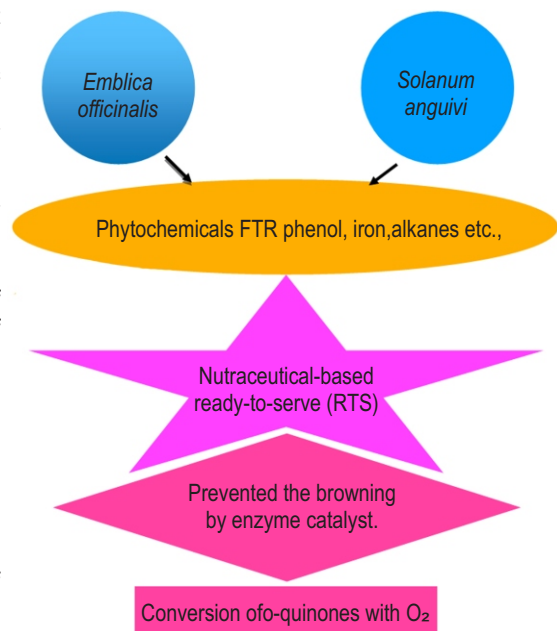 Emblica
officinalis
Solanum
anguivi
Phytochemicals FTR phenol, iron,alkanes etc.,
Nutraceutical-based
ready-to-serve (RTS)
Prevented the browning
by enzyme catalyst.
Conversion ofo-quinones with O₂